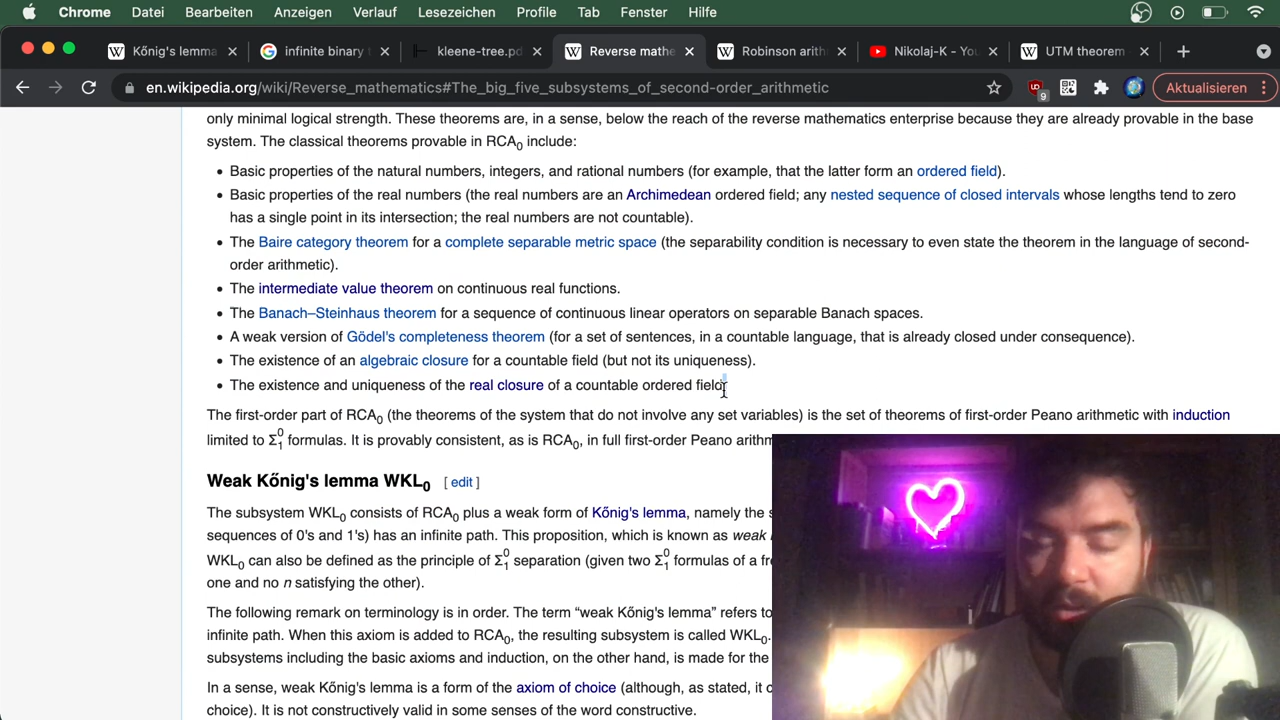 Chrome Datei Bearbeiten Anzeigen Verlauf Lesezeichen Profile Tab Fenster Hilfe
Kőnig's lemma infinite binary t kleene-tree.pd Reverse mathe Robinson arith Nikolaj-K - You UTM theorem -
en.wikipedia.org/wiki/Reverse_mathematics#The_big_five_subsystems_of_second-order_arithmetic 9 Aktualisieren
only minimal logical strength. These theorems are, in a sense, below the reach of the reverse mathematics enterprise because they are already provable in the base
system. The classical theorems provable in RCA₀ include:
• Basic properties of the natural numbers, integers, and rational numbers (for example, that the latter form an ordered field).
• Basic properties of the real numbers (the real numbers are an Archimedean ordered field; any nested sequence of closed intervals whose lengths tend to zero
has a single point in its intersection; the real numbers are not countable).
• The Baire category theorem for a complete separable metric space (the separability condition is necessary to even state the theorem in the language of second-
order arithmetic).
• The intermediate value theorem on continuous real functions.
• The Banach–Steinhaus theorem for a sequence of continuous linear operators on separable Banach spaces.
• A weak version of Gödel's completeness theorem (for a set of sentences, in a countable language, that is already closed under consequence).
• The existence of an algebraic closure for a countable field (but not its uniqueness).
• The existence and uniqueness of the real closure of a countable ordered field.
The first-order part of RCA₀ (the theorems of the system that do not involve any set variables) is the set of theorems of first-order Peano arithmetic with induction
limited to Σ⁰₁ formulas. It is provably consistent, as is RCA₀, in full first-order Peano arithm
Weak Kőnig's lemma WKL₀ [ edit ]
The subsystem WKL₀ consists of RCA₀ plus a weak form of Kőnig's lemma, namely the s
sequences of 0's and 1's) has an infinite path. This proposition, which is known as weak
WKL₀ can also be defined as the principle of Σ⁰₁ separation (given two Σ⁰₁ formulas of a fr
one and no n satisfying the other).
The following remark on terminology is in order. The term “weak Kőnig's lemma” refers to
infinite path. When this axiom is added to RCA₀, the resulting subsystem is called WKL₀.
subsystems including the basic axioms and induction, on the other hand, is made for the
In a sense, weak Kőnig's lemma is a form of the axiom of choice (although, as stated, it c
choice). It is not constructively valid in some senses of the word constructive.